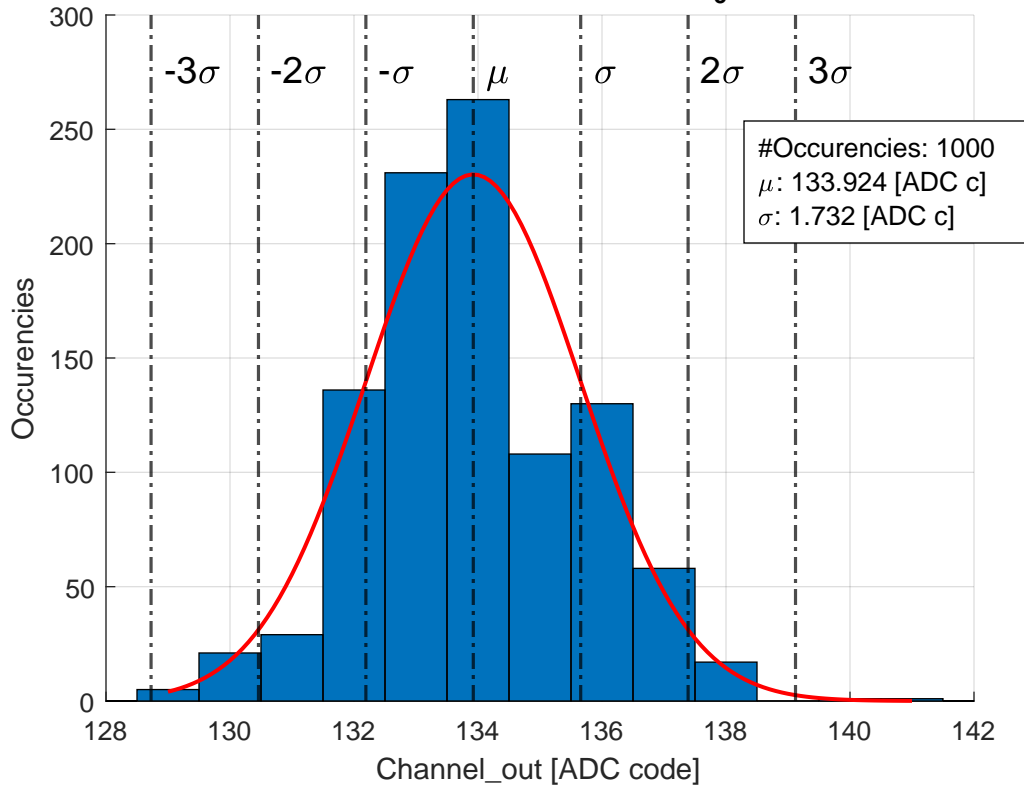 300
250
200
150
100
50
0
-3σ -2σ -σ μ σ 2σ 3σ
#Occurencies: 1000
μ: 133.924 [ADC c]
σ: 1.732 [ADC c]
Occurencies
128 130 132 134 136 138 140 142
Channel_out [ADC code]